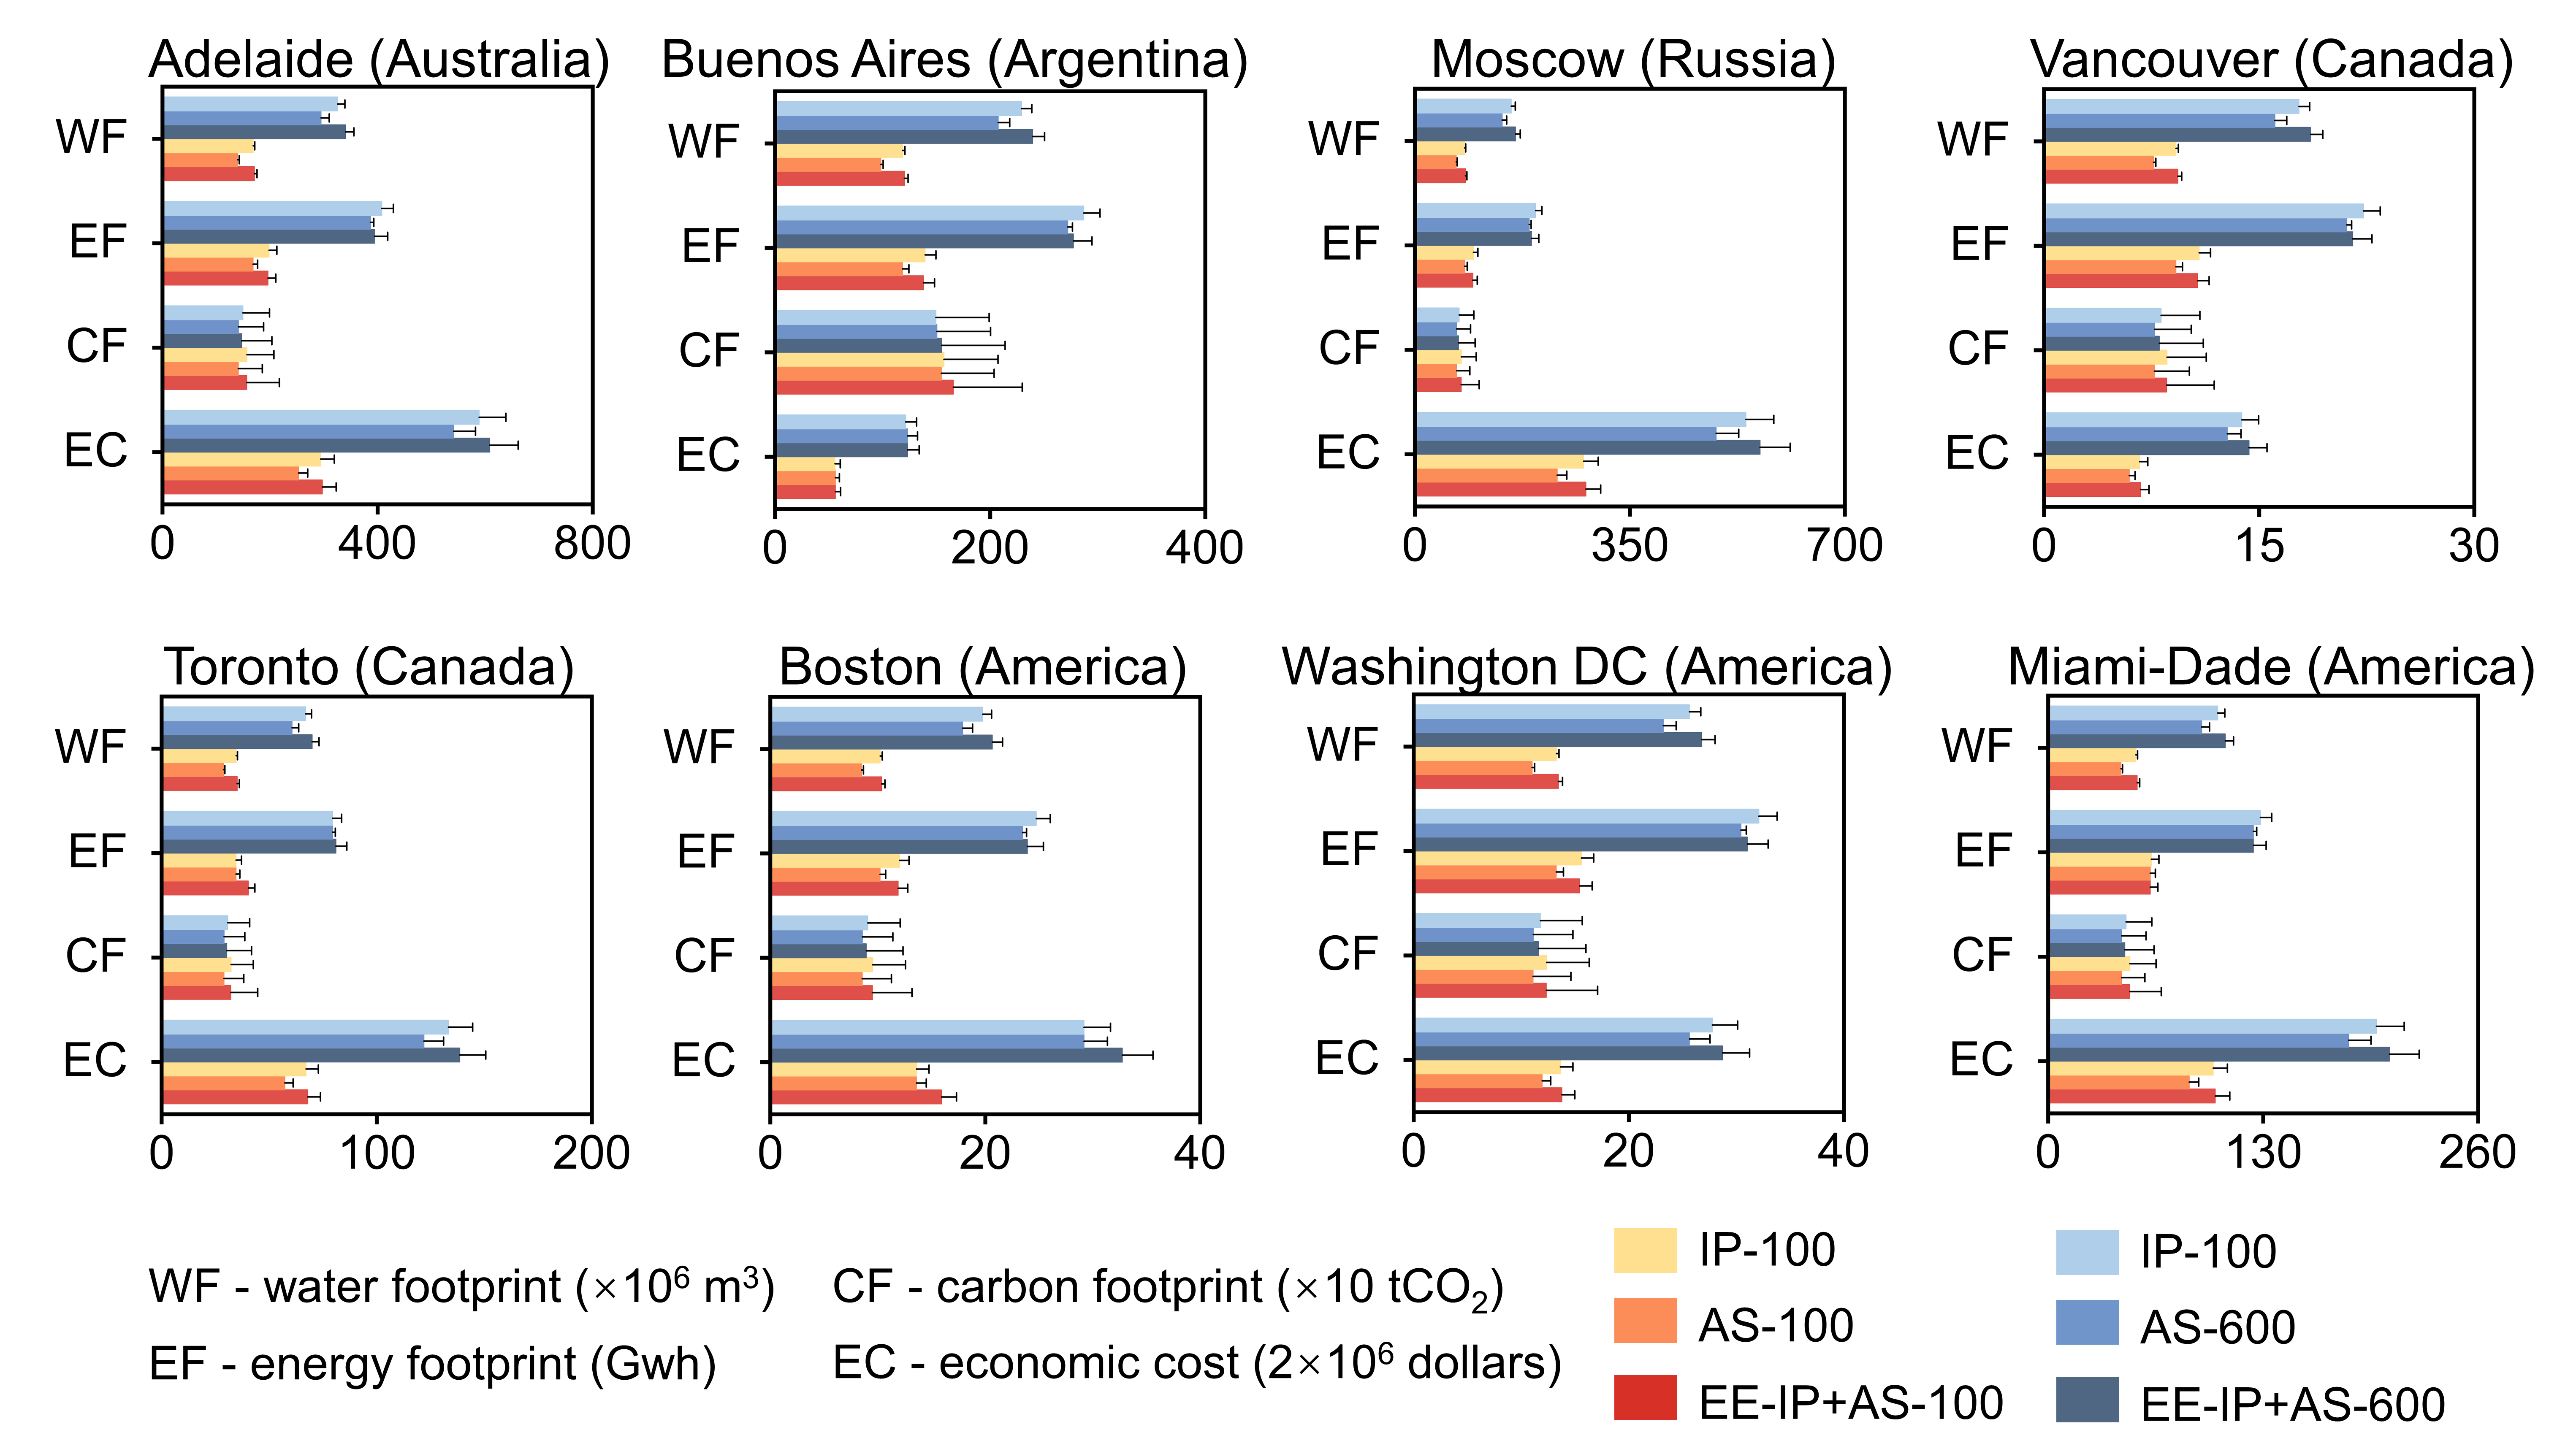 Adelaide (Australia)
WF
EF
CF
EC
0 400 800
Buenos Aires (Argentina)
WF
EF
CF
EC
0 200 400
Moscow (Russia)
WF
EF
CF
EC
0 350 700
Vancouver (Canada)
WF
EF
CF
EC
0 15 30
Toronto (Canada)
WF
EF
CF
EC
0 100 200
Boston (America)
WF
EF
CF
EC
0 20 40
Washington DC (America)
WF
EF
CF
EC
0 20 40
Miami-Dade (America)
WF
EF
CF
EC
0 130 260
WF - water footprint (×10⁶ m³)
EF - energy footprint (Gwh)
CF - carbon footprint (×10 tCO₂)
EC - economic cost (2×10⁶ dollars)
IP-100
AS-100
EE-IP+AS-100
IP-100
AS-600
EE-IP+AS-600